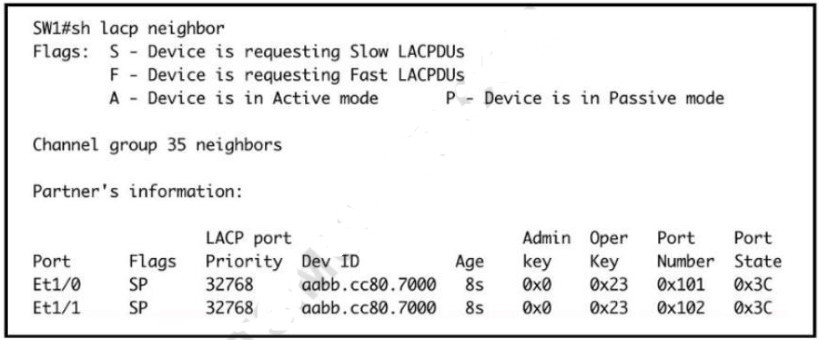 SW1#sh lacp neighbor
Flags:  S - Device is requesting Slow LACPDUs
        F - Device is requesting Fast LACPDUs
        A - Device is in Active mode       P - Device is in Passive mode
Channel group 35 neighbors
Partner's information:
                  LACP port                        Admin  Oper   Port    Port
Port      Flags   Priority  Dev ID          Age    key    Key    Number  State
Et1/0     SP      32768     aabb.cc80.7000  8s     0x0    0x23   0x101   0x3C
Et1/1     SP      32768     aabb.cc80.7000  8s     0x0    0x23   0x102   0x3C